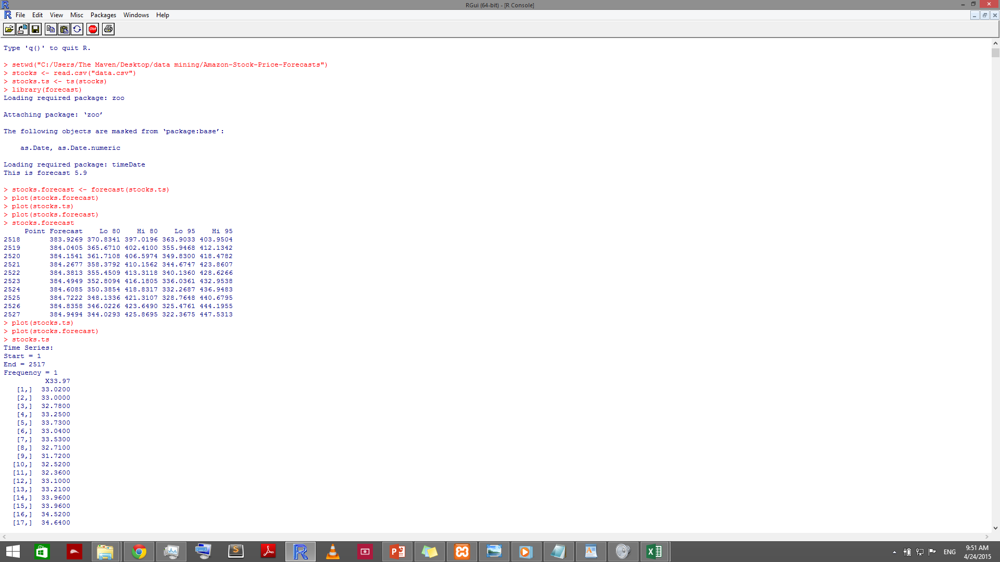 RGui (64-bit) - [R Console]
File Edit View Misc Packages Windows Help
STOP
Type 'q()' to quit R.
> setwd("C:/Users/The Maven/Desktop/data mining/Amazon-Stock-Price-Forecasts")
> stocks <- read.csv("data.csv")
> stocks.ts <- ts(stocks)
> library(forecast)
Loading required package: zoo
Attaching package: ‘zoo’
The following objects are masked from ‘package:base’:
as.Date, as.Date.numeric
Loading required package: timeDate
This is forecast 5.9
> stocks.forecast <- forecast(stocks.ts)
> plot(stocks.forecast)
> plot(stocks.ts)
> plot(stocks.forecast)
> stocks.forecast
Point Forecast Lo 80 Hi 80 Lo 95 Hi 95
2518 383.9269 370.8341 397.0196 363.9033 403.9504
2519 384.0405 365.6710 402.4100 355.9468 412.1342
2520 384.1541 361.7108 406.5974 349.8300 418.4782
2521 384.2677 358.3792 410.1562 344.6747 423.8607
2522 384.3813 355.4509 413.3118 340.1360 428.6266
2523 384.4949 352.8094 416.1805 336.0361 432.9538
2524 384.6085 350.3854 418.8317 332.2687 436.9483
2525 384.7222 348.1336 421.3107 328.7648 440.6795
2526 384.8358 346.0226 423.6490 325.4761 444.1955
2527 384.9494 344.0293 425.8695 322.3675 447.5313
> plot(stocks.ts)
> plot(stocks.forecast)
> stocks.ts
Time Series:
Start = 1
End = 2517
Frequency = 1
X33.97
[1,] 33.0200
[2,] 33.0000
[3,] 32.7800
[4,] 33.2500
[5,] 33.7300
[6,] 33.0400
[7,] 33.5300
[8,] 32.7100
[9,] 31.7200
[10,] 32.5200
[11,] 32.3600
[12,] 33.1000
[13,] 33.2100
[14,] 33.9600
[15,] 33.9600
[16,] 34.5200
[17,] 34.6400
ENG
9:51 AM
4/24/2015